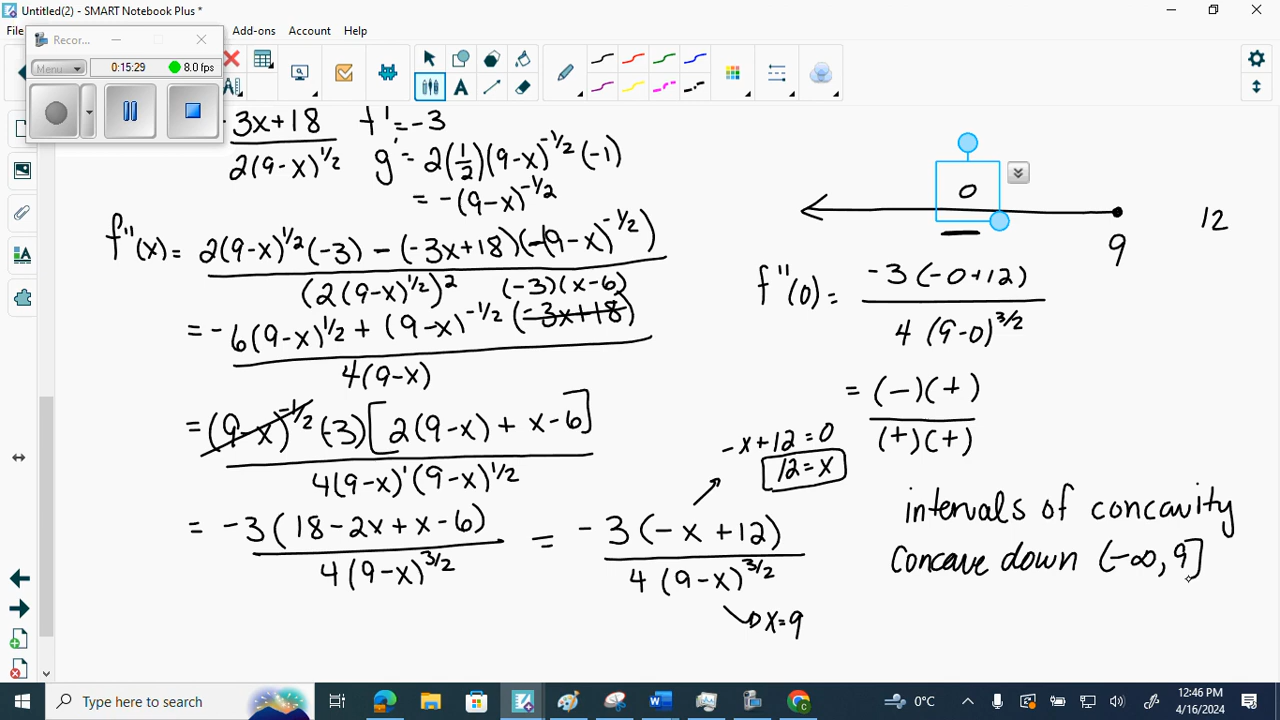 Untitled(2) - SMART Notebook Plus *
File Add-ons Account Help
Recor...
Menu 0:15:29 8.0 fps
-3x+18 f' = -3
2(9-x)^1/2 g' = 2(1/2)(9-x)^-1/2 (-1)
= -(9-x)^-1/2
f''(x) = 2(9-x)^1/2 (-3) - (-3x+18)(-(9-x)^-1/2)
(2(9-x)^1/2)^2 (-3)(x-6)
= -6(9-x)^1/2 + (9-x)^-1/2 (-3x+18)
4(9-x)
= (9-x)^-1/2 (-3)[2(9-x) + x-6]
4(9-x)^1 (9-x)^1/2
= -3(18-2x+x-6) = -3(-x+12)
4(9-x)^3/2 4(9-x)^3/2
x=9
-x+12=0
12=x
0
9
12
f''(0) = -3(-0+12)
4(9-0)^3/2
= (-)(+)
(+)(+)
intervals of concavity
concave down (-∞, 9]
Type here to search
0°C
12:46 PM
4/16/2024